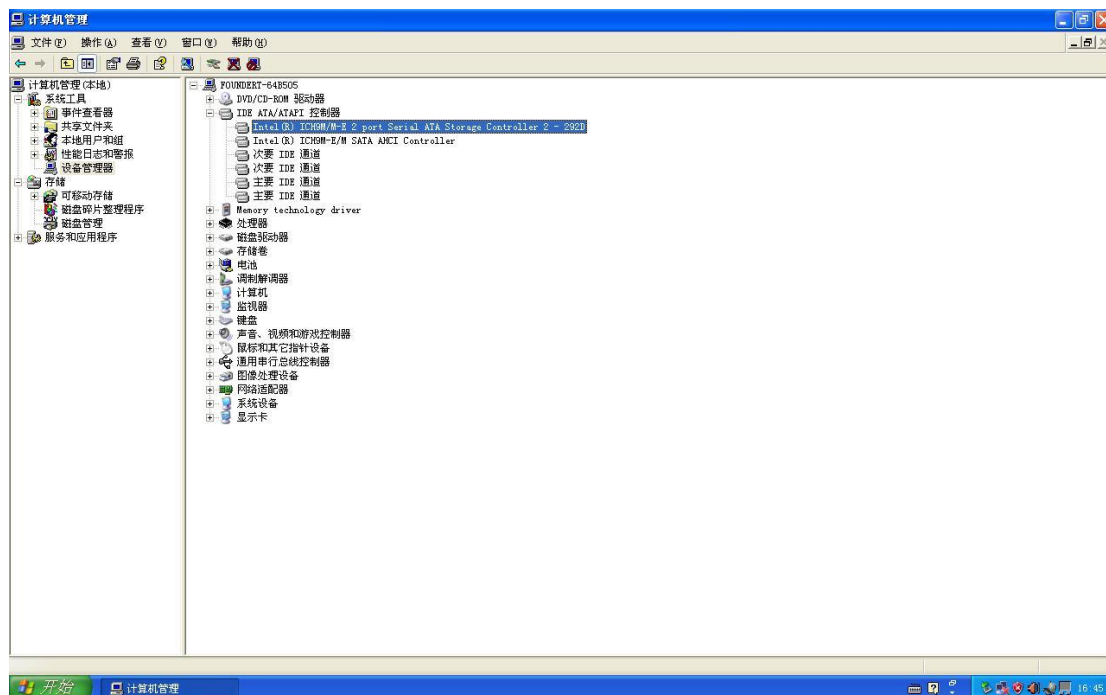 计算机管理
文件(F) 操作(A) 查看(V) 窗口(W) 帮助(H)
计算机管理(本地)
系统工具
事件查看器
共享文件夹
本地用户和组
性能日志和警报
设备管理器
存储
可移动存储
磁盘碎片整理程序
磁盘管理
服务和应用程序
FOUNDERT-64B505
DVD/CD-ROM 驱动器
IDE ATA/ATAPI 控制器
Intel(R) ICH9M/M-E 2 port Serial ATA Storage Controller 2 - 292D
Intel(R) ICH9M-E/M SATA AHCI Controller
次要 IDE 通道
次要 IDE 通道
主要 IDE 通道
主要 IDE 通道
Memory technology driver
处理器
磁盘驱动器
存储卷
电池
调制解调器
计算机
监视器
键盘
声音、视频和游戏控制器
鼠标和其它指针设备
通用串行总线控制器
图像处理设备
网络适配器
系统设备
显示卡
开始 计算机管理 16:45